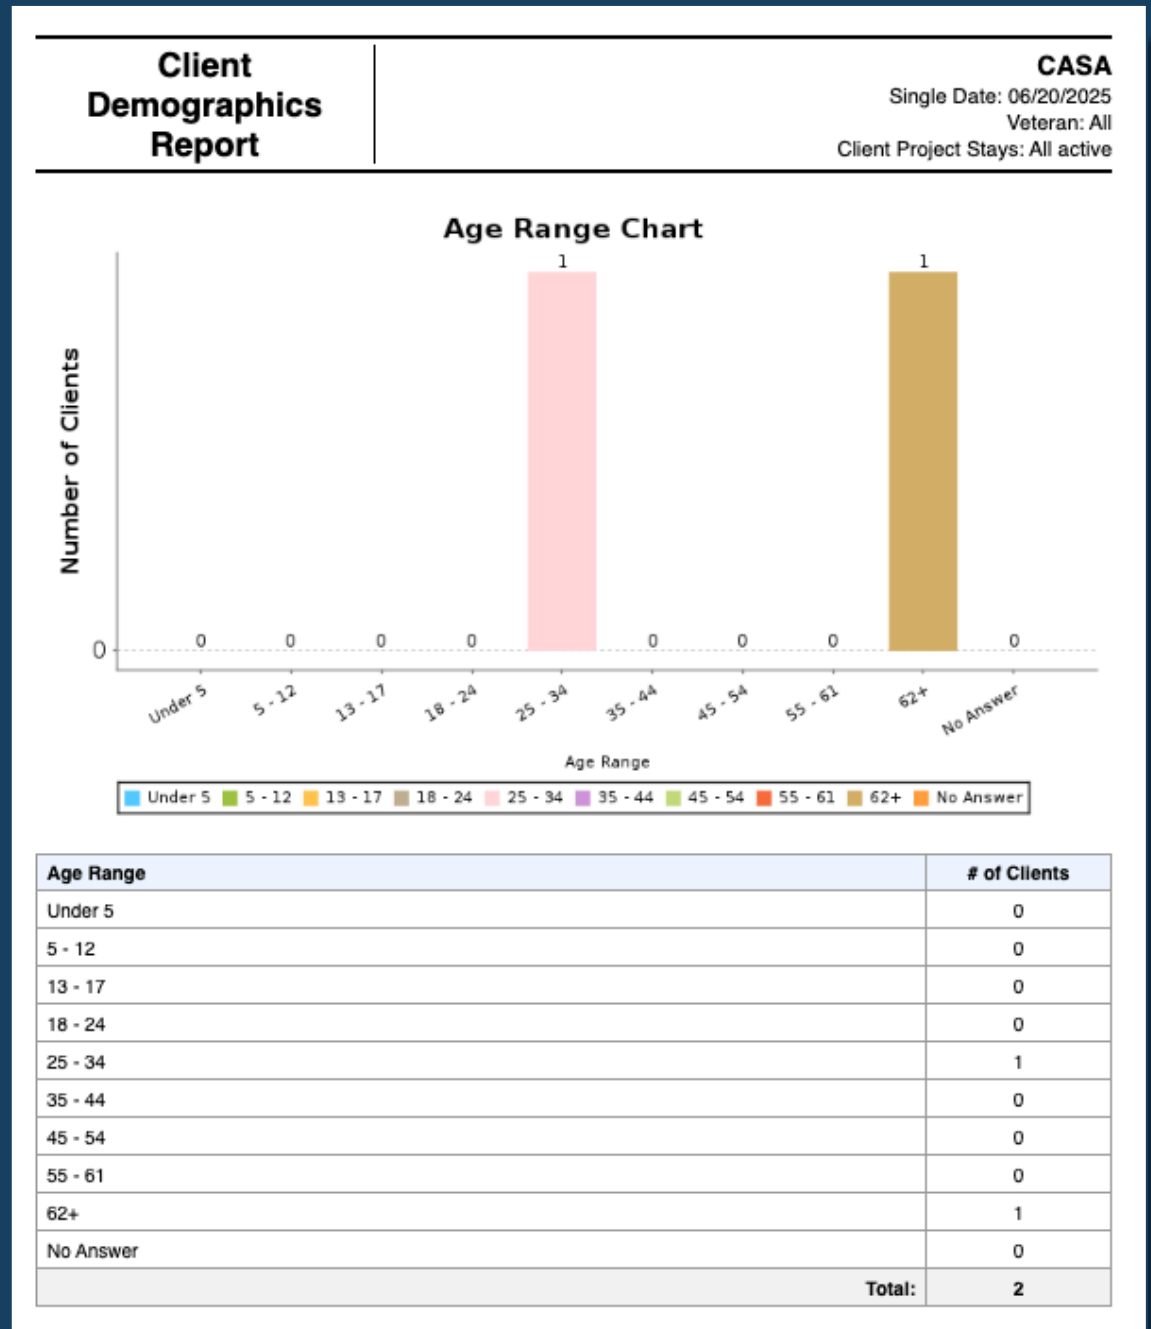 Client
Demographics
Report
CASA
Single Date: 06/20/2025
Veteran: All
Client Project Stays: All active
Age Range Chart
Number of Clients
1 1
0 0 0 0 0 0 0 0
0
Under 5 5 - 12 13 - 17 18 - 24 25 - 34 35 - 44 45 - 54 55 - 61 62+ No Answer
Age Range
Under 5 5 - 12 13 - 17 18 - 24 25 - 34 35 - 44 45 - 54 55 - 61 62+ No Answer
Age Range # of Clients
Under 5 0
5 - 12 0
13 - 17 0
18 - 24 0
25 - 34 1
35 - 44 0
45 - 54 0
55 - 61 0
62+ 1
No Answer 0
Total: 2